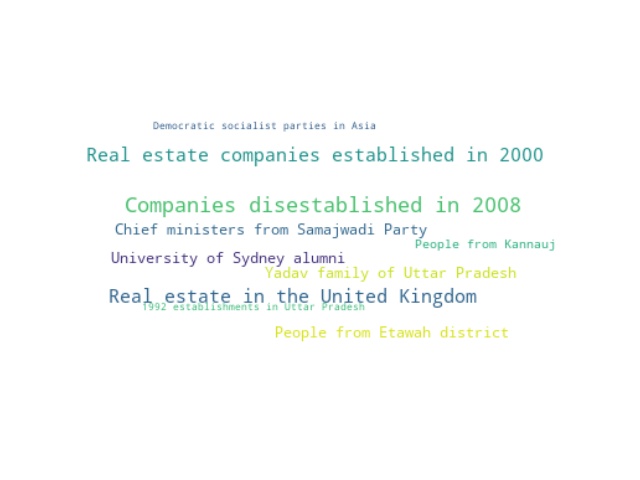 Democratic socialist parties in Asia
Real estate companies established in 2000
Companies disestablished in 2008
Chief ministers from Samajwadi Party
People from Kannauj
University of Sydney alumni
Yadav family of Uttar Pradesh
Real estate in the United Kingdom
1992 establishments in Uttar Pradesh
People from Etawah district